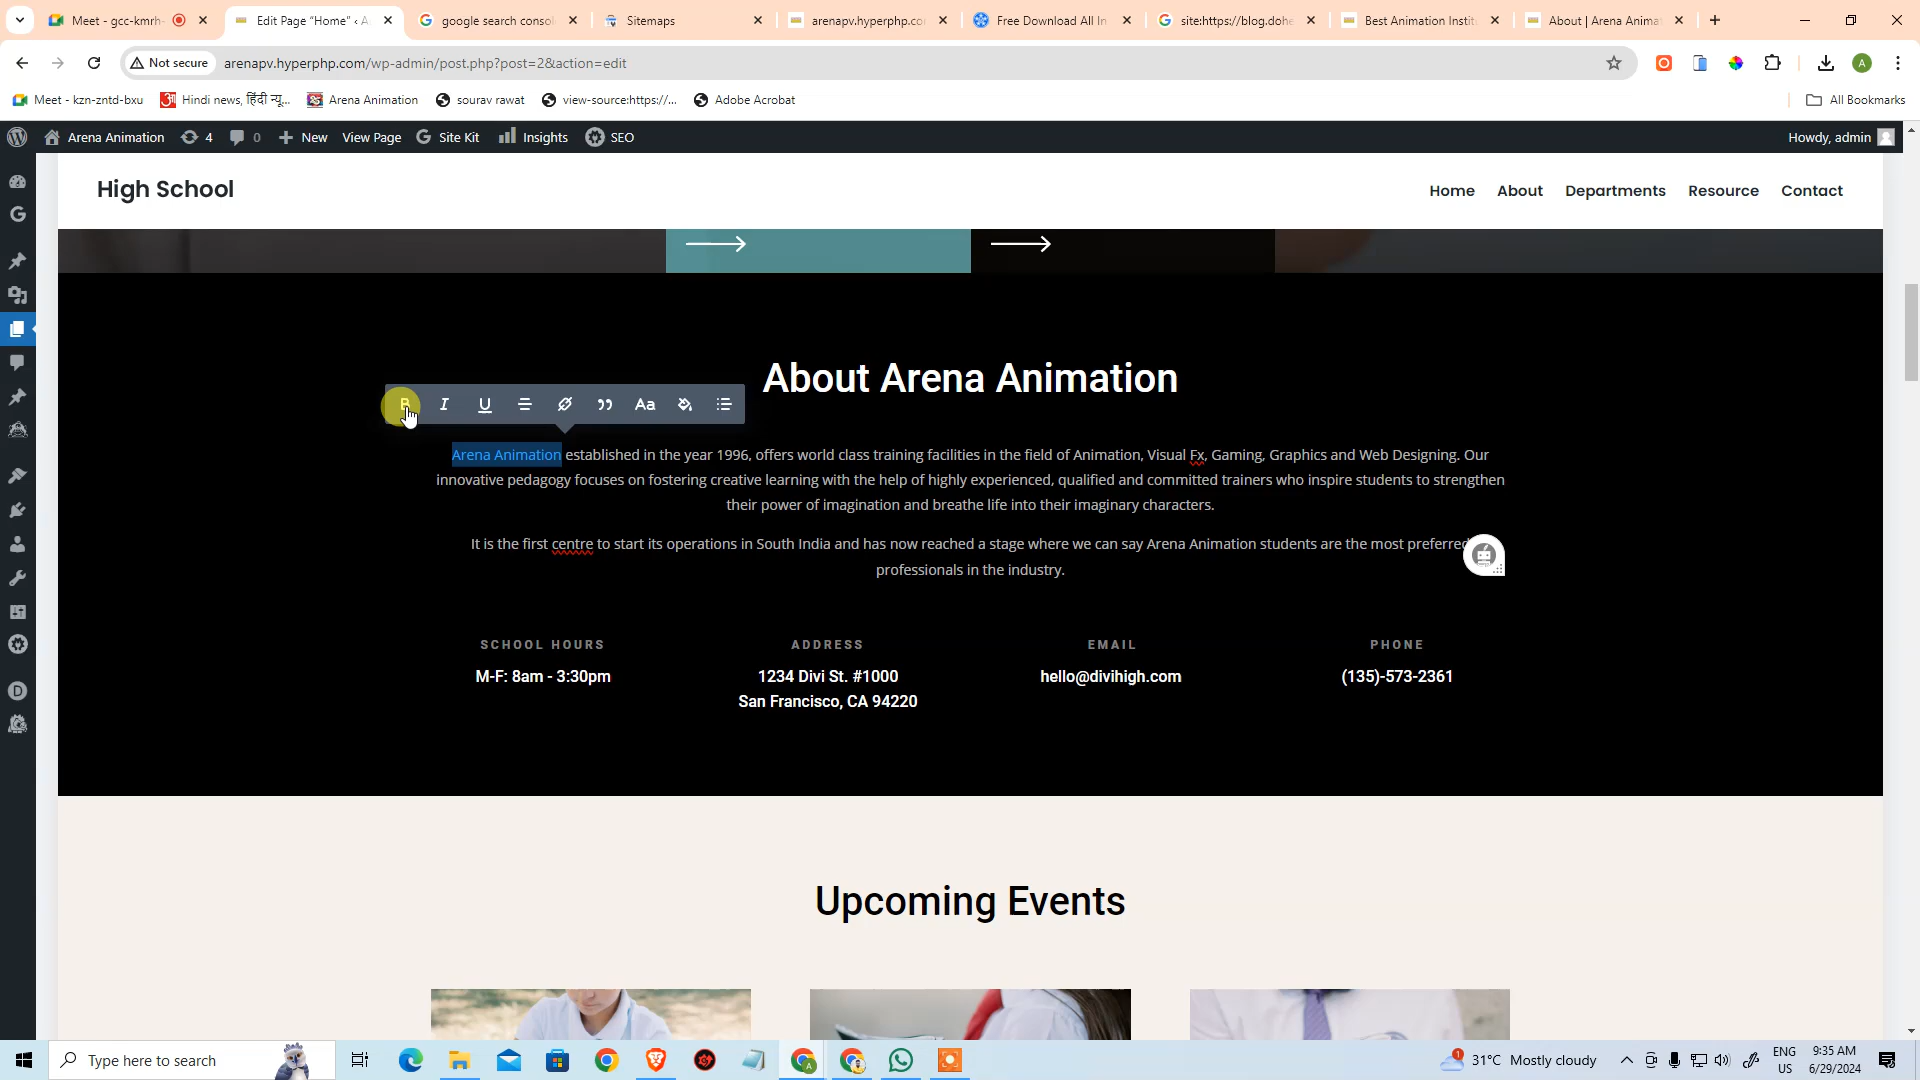 Meet - gcc-kmrh-
Edit Page "Home" ‹ A
google search consol
Sitemaps
arenapv.hyperphp.co
Free Download All In
site:https://blog.dohe
Best Animation Instit
About | Arena Anima
Not secure
arenapv.hyperphp.com/wp-admin/post.php?post=2&action=edit
A
Meet - kzn-zntd-bxu
Hindi news, हिंदी न्यू...
Arena Animation
sourav rawat
view-source:https://...
Adobe Acrobat
All Bookmarks
Arena Animation
4
0
New
View Page
Site Kit
Insights
SEO
Howdy, admin
High School
Home
About
Departments
Resource
Contact
About Arena Animation
B I U Aa
Arena Animation established in the year 1996, offers world class training facilities in the field of Animation, Visual Fx, Gaming, Graphics and Web Designing. Our
innovative pedagogy focuses on fostering creative learning with the help of highly experienced, qualified and committed trainers who inspire students to strengthen
their power of imagination and breathe life into their imaginary characters.
It is the first centre to start its operations in South India and has now reached a stage where we can say Arena Animation students are the most preferred
professionals in the industry.
SCHOOL HOURS
M-F: 8am - 3:30pm
ADDRESS
1234 Divi St. #1000
San Francisco, CA 94220
EMAIL
hello@divihigh.com
PHONE
(135)-573-2361
Upcoming Events
Type here to search
1
31°C Mostly cloudy
ENG
US
9:35 AM
6/29/2024